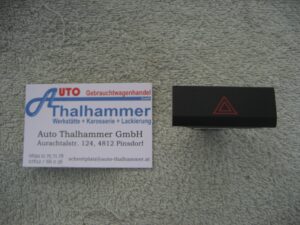 AUTO
Gebrauchtwagenhandel
Thalhammer
Werkstätte • Karosserie • Lackierung
Auto Thalhammer GmbH
Aurachtalstr. 124, 4812 Pinsdorf